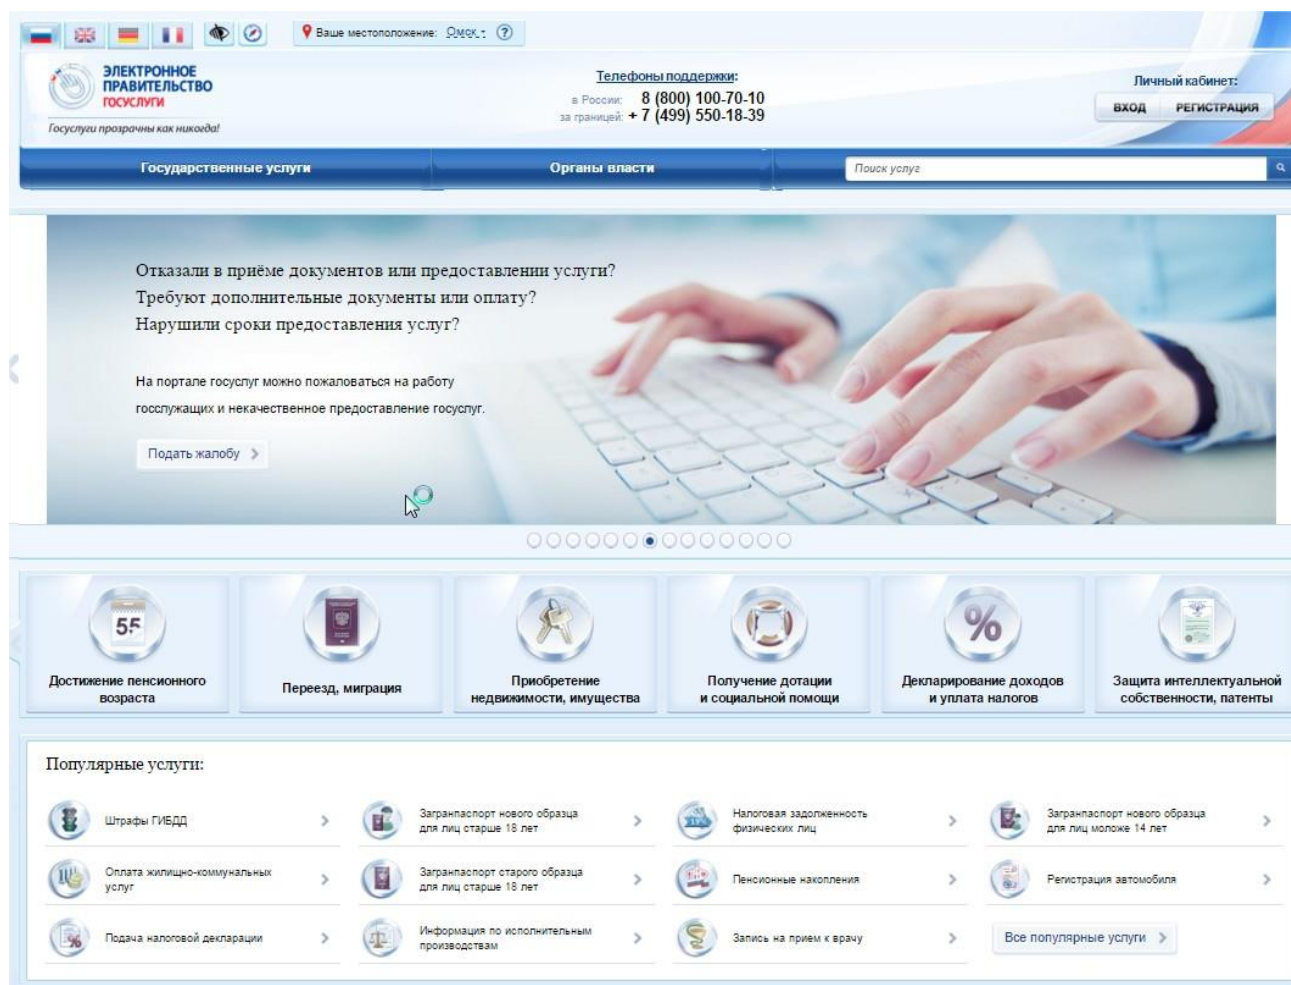 Ваше местоположение: Омск ?
ЭЛЕКТРОННОЕ
ПРАВИТЕЛЬСТВО
ГОСУСЛУГИ
Госуслуги прозрачны как никогда!
Телефоны поддержки:
в России: 8 (800) 100-70-10
за границей: + 7 (499) 550-18-39
Личный кабинет:
ВХОД РЕГИСТРАЦИЯ
Государственные услуги Органы власти Поиск услуг
Отказали в приёме документов или предоставлении услуги?
Требуют дополнительные документы или оплату?
Нарушили сроки предоставления услуг?
На портале госуслуг можно пожаловаться на работу
госслужащих и некачественное предоставление госуслуг.
Подать жалобу
55
%
Достижение пенсионного
возраста
Переезд, миграция
Приобретение
недвижимости, имущества
Получение дотации
и социальной помощи
Декларирование доходов
и уплата налогов
Защита интеллектуальной
собственности, патенты
Популярные услуги:
Штрафы ГИБДД
Загранпаспорт нового образца
для лиц старше 18 лет
Налоговая задолженность
физических лиц
Загранпаспорт нового образца
для лиц моложе 14 лет
Оплата жилищно-коммунальных
услуг
Загранпаспорт старого образца
для лиц старше 18 лет
Пенсионные накопления
Регистрация автомобиля
Подача налоговой декларации
Информация по исполнительным
производствам
Запись на прием к врачу
Все популярные услуги